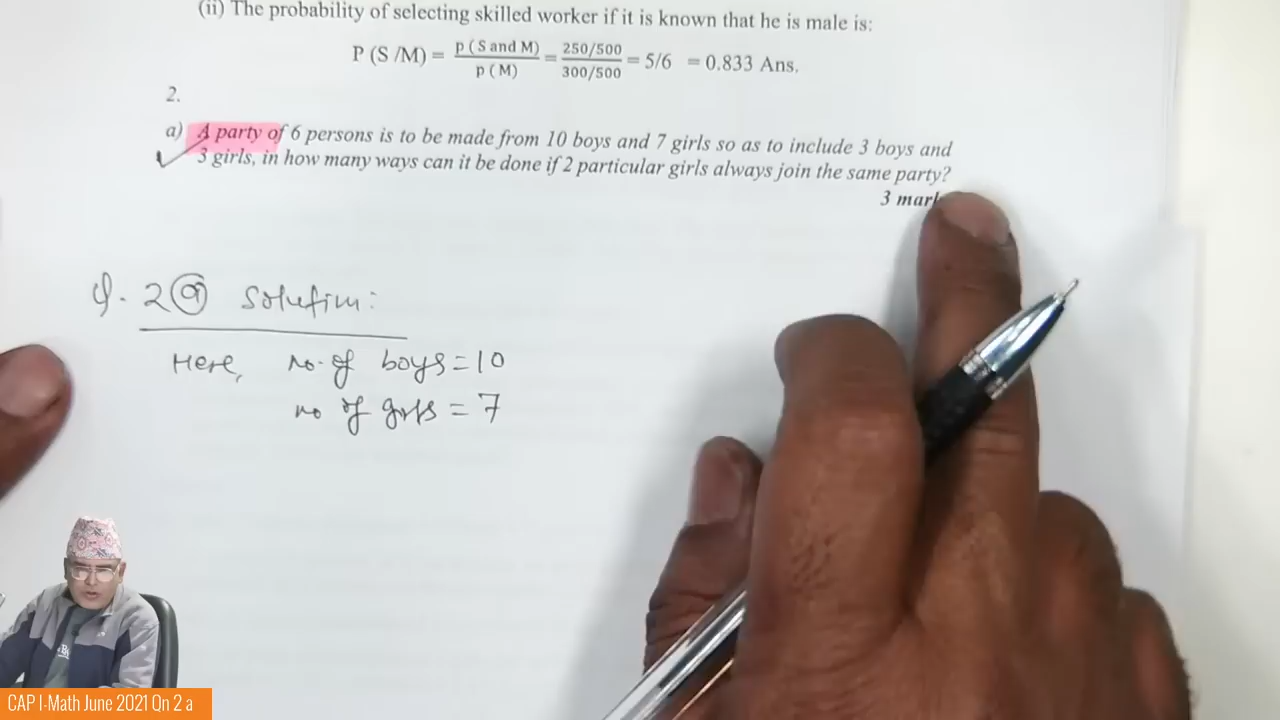 (ii) The probability of selecting skilled worker if it is known that he is male is:
P (S /M) = p ( S and M) / p ( M ) = 250/500 / 300/500 = 5/6 = 0.833 Ans.
2.
a) A party of 6 persons is to be made from 10 boys and 7 girls so as to include 3 boys and
3 girls, in how many ways can it be done if 2 particular girls always join the same party?
3
Q. 2 (a) Solution:
Here, no. of boys = 10
no of girls = 7
CAP I-Math June 2021 Qn 2 a